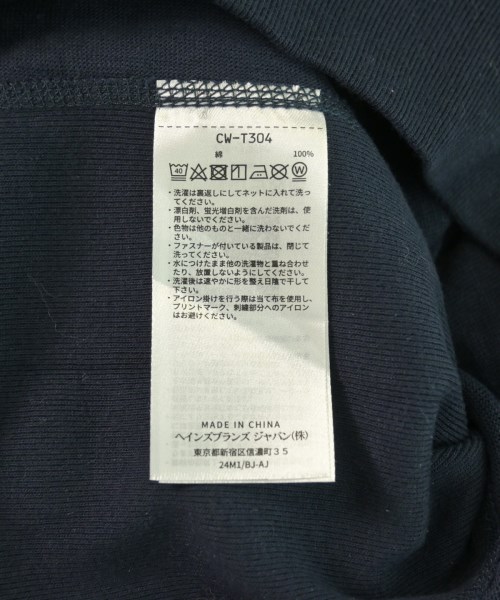 CW-T304
綿 100%
40 W
・洗濯は裏返しにしてネットに入れて洗っ
てください。
・漂白剤、蛍光増白剤を含んだ洗剤は、使
用しないでください。
・色物は他のものと一緒に洗わないでくだ
さい。
・ファスナーが付いている製品は、閉じて
洗ってください。
・水につけたまま他の洗濯物と重ね合わせ
たり、放置しないようにしてください。
・洗濯後は速やかに形を整え日陰で干して
下さい。
・アイロン掛けを行う際は当て布を使用し、
プリントマーク、刺繍部分へのアイロン
はお避けください。
MADE IN CHINA
ヘインズブランズ ジャパン(株)
東京都新宿区信濃町35
24M1/BJ-AJ